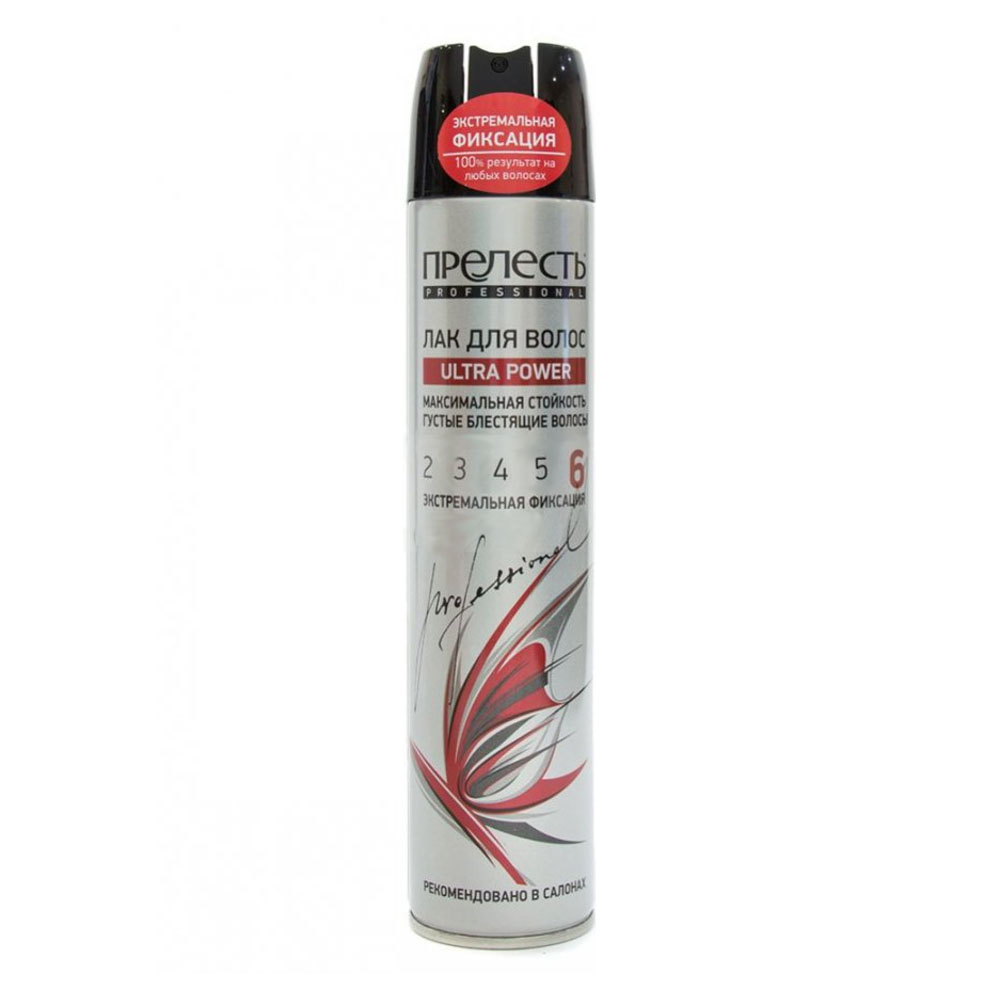 ЭКСТРЕМАЛЬНАЯ
ФИКСАЦИЯ
100% результат на
любых волосах
ПРЕЛЕСТЬ
PROFESSIONAL
ЛАК ДЛЯ ВОЛОС
ULTRA POWER
МАКСИМАЛЬНАЯ СТОЙКОСТЬ
ГУСТЫЕ БЛЕСТЯЩИЕ ВОЛОСЫ
2 3 4 5 6
ЭКСТРЕМАЛЬНАЯ ФИКСАЦИЯ
professional
РЕКОМЕНДОВАНО В САЛОНАХ